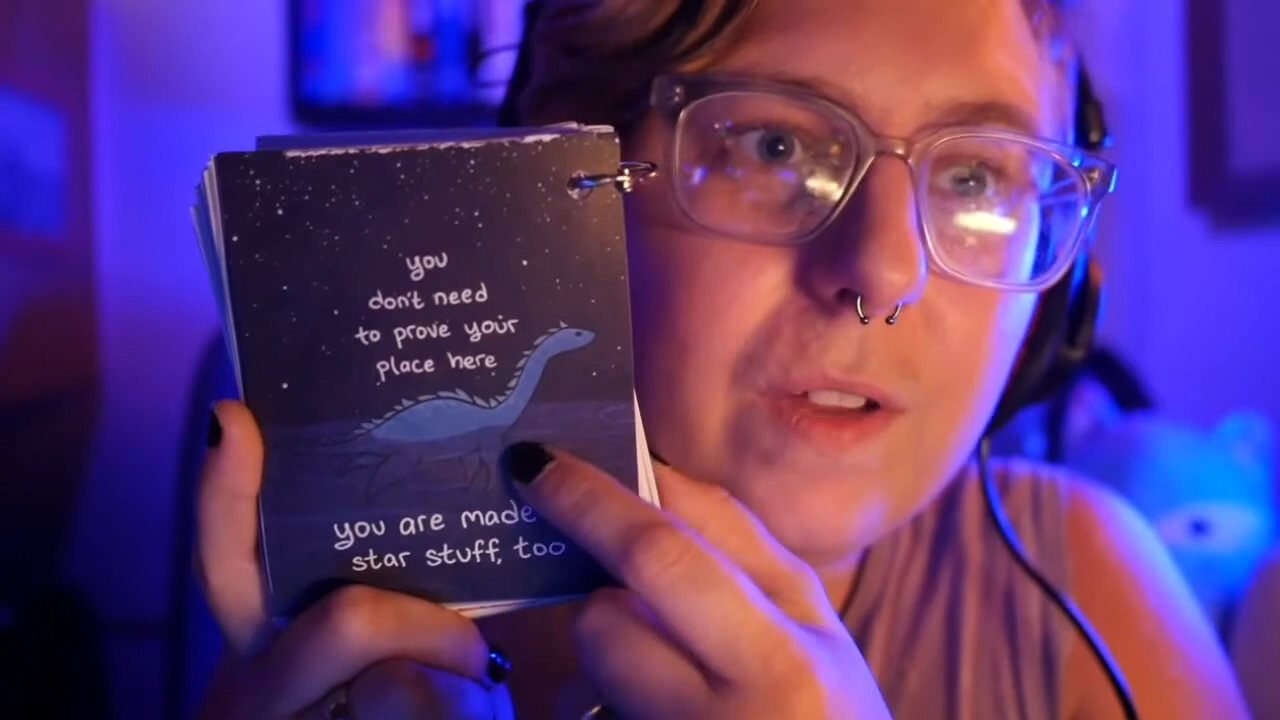 you
don't need
to prove your
place here
you are made
star stuff, too